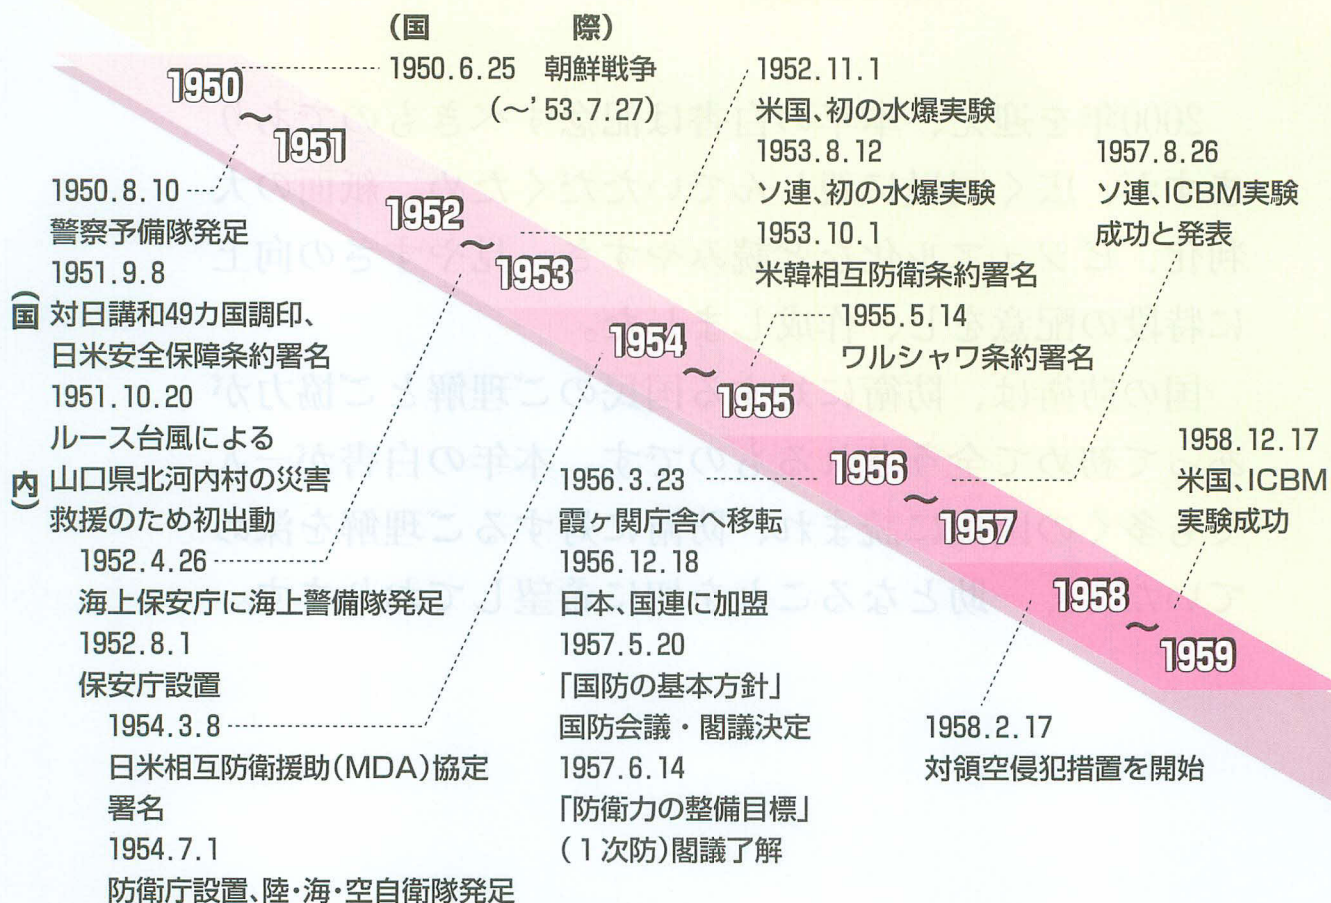 (国　際)
1950.6.25　朝鮮戦争
(〜'53.7.27)
1952.11.1
米国、初の水爆実験
1953.8.12
ソ連、初の水爆実験
1953.10.1
米韓相互防衛条約署名
1955.5.14
ワルシャワ条約署名
1957.8.26
ソ連、ICBM実験
成功と発表
1958.12.17
米国、ICBM
実験成功
1950
〜
1951
1952
〜
1953
1954
〜
1955
1956
〜
1957
1958
〜
1959
(国　内)
1950.8.10
警察予備隊発足
1951.9.8
対日講和49カ国調印、
日米安全保障条約署名
1951.10.20
ルース台風による
山口県北河内村の災害
救援のため初出動
1952.4.26
海上保安庁に海上警備隊発足
1952.8.1
保安庁設置
1954.3.8
日米相互防衛援助(MDA)協定
署名
1954.7.1
防衛庁設置、陸・海・空自衛隊発足
1956.3.23
霞ヶ関庁舎へ移転
1956.12.18
日本、国連に加盟
1957.5.20
「国防の基本方針」
国防会議・閣議決定
1957.6.14
「防衛力の整備目標」
(１次防)閣議了解
1958.2.17
対領空侵犯措置を開始